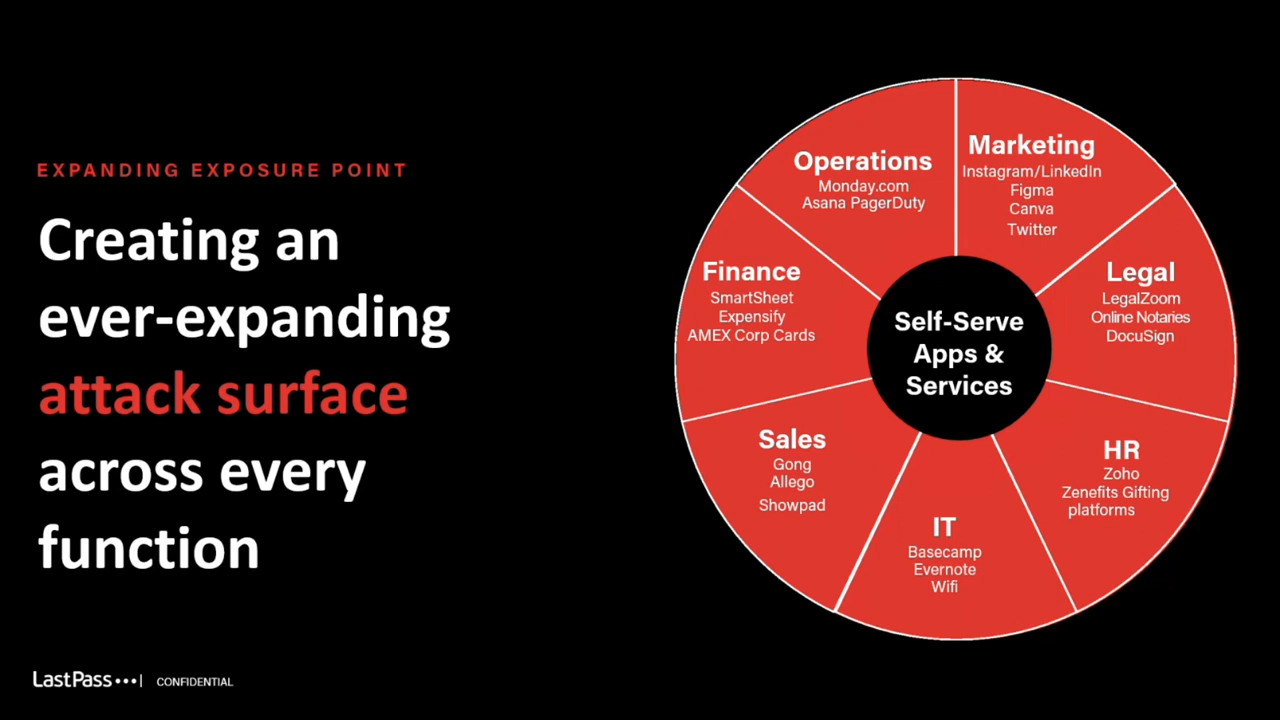 EXPANDING EXPOSURE POINT
Creating an
ever-expanding
attack surface
across every
function
Operations
Monday.com
Asana PagerDuty
Marketing
Instagram/LinkedIn
Figma
Canva
Twitter
Finance
SmartSheet
Expensify
AMEX Corp Cards
Self-Serve
Apps &
Services
Legal
LegalZoom
Online Notaries
DocuSign
Sales
Gong
Allego
Showpad
IT
Basecamp
Evernote
Wifi
HR
Zoho
Zenefits Gifting
platforms
LastPass•••| CONFIDENTIAL